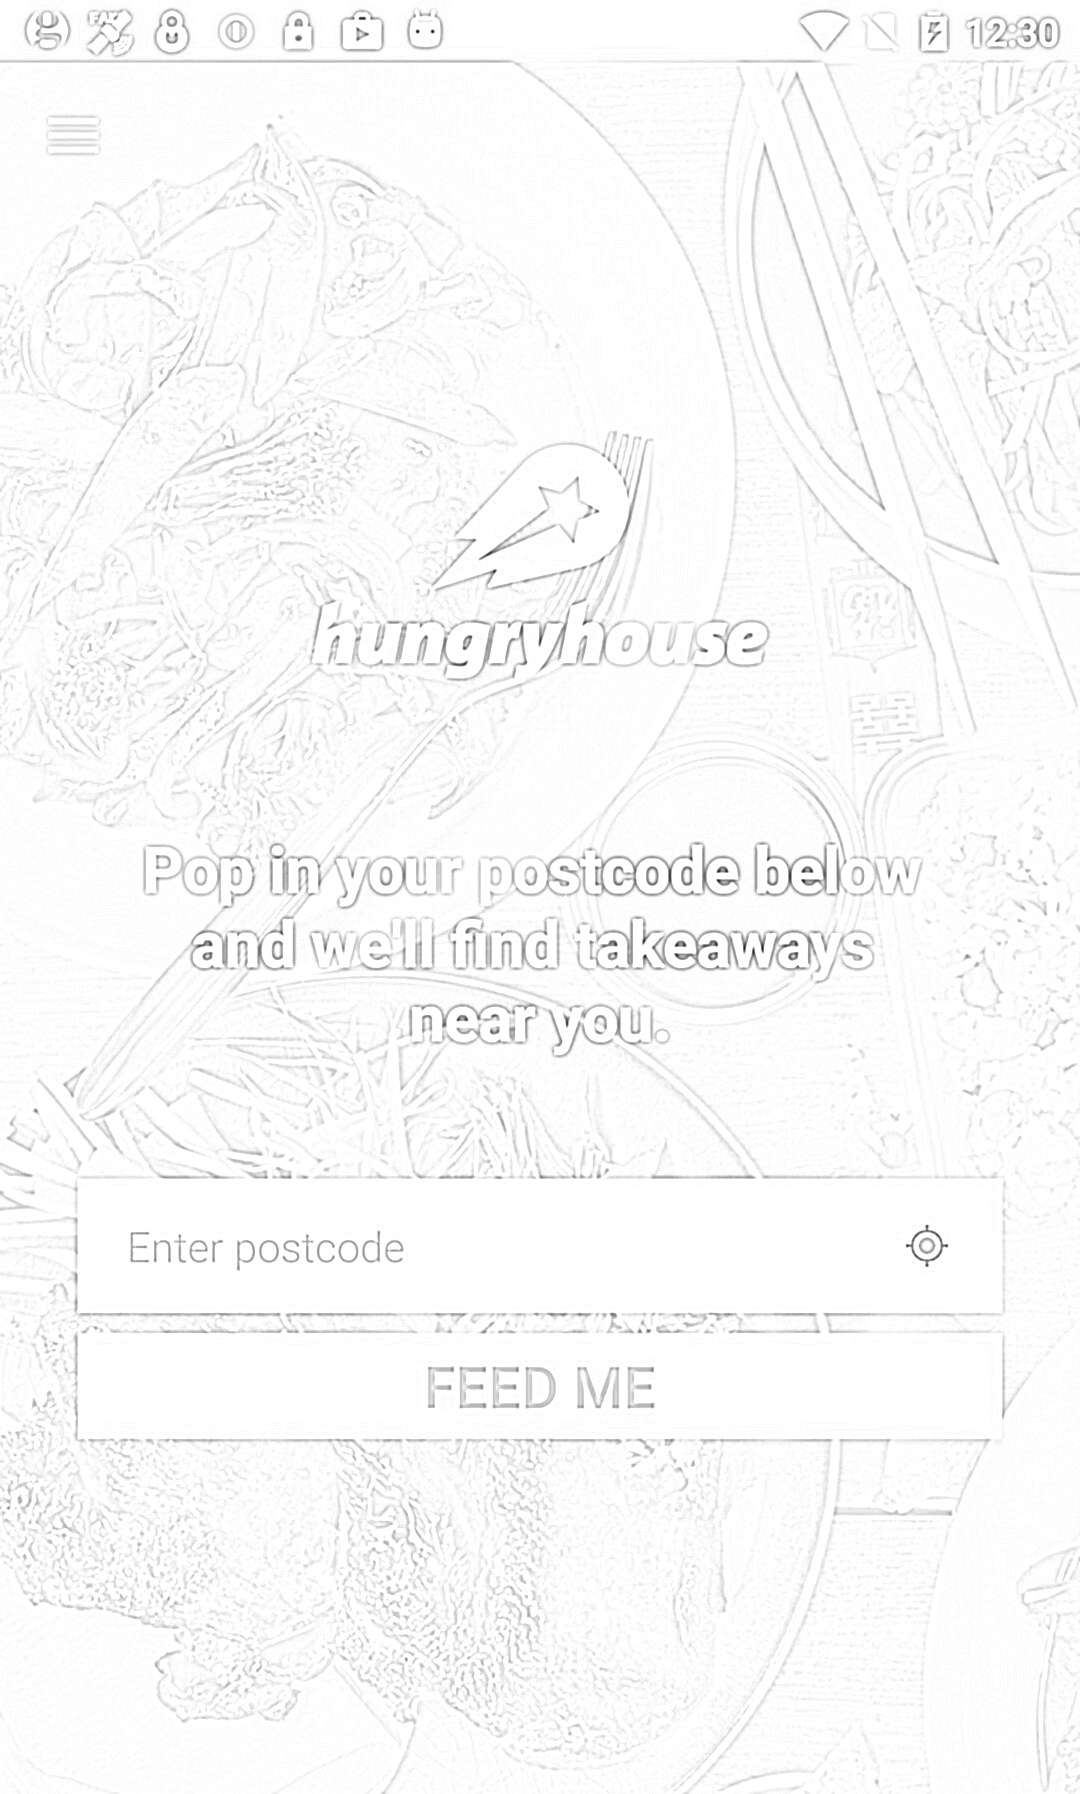 12:30
hungryhouse
Pop in your postcode below
and we'll find takeaways
near you.
Enter postcode
FEED ME